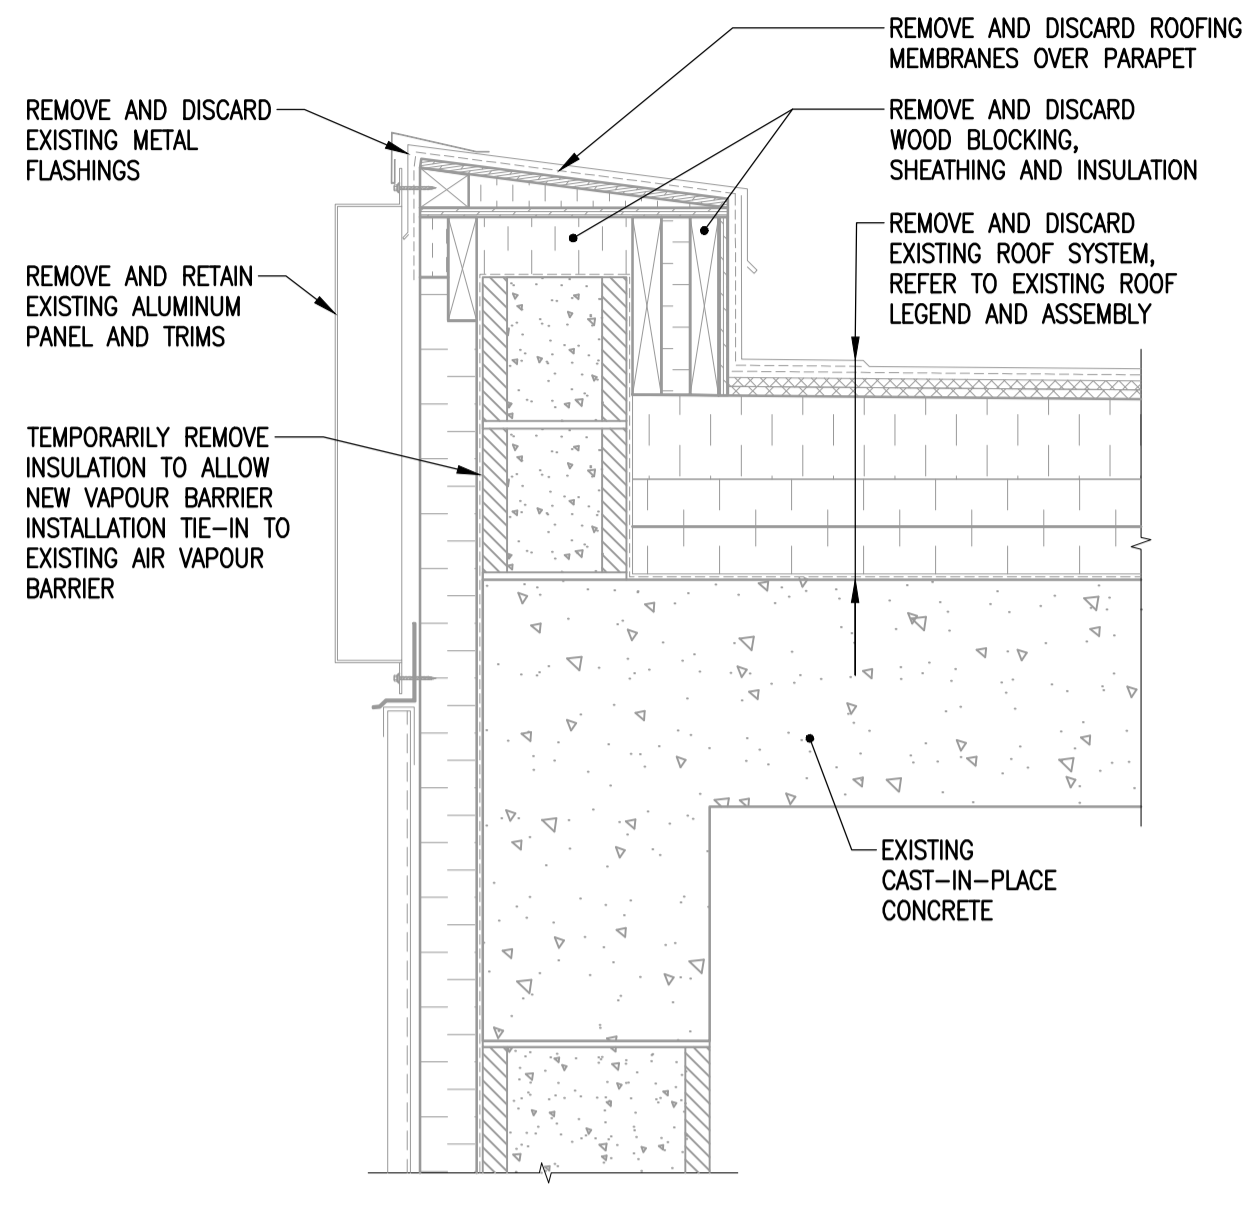 REMOVE AND DISCARD ROOFING
MEMBRANES OVER PARAPET
REMOVE AND DISCARD
EXISTING METAL
FLASHINGS
REMOVE AND DISCARD
WOOD BLOCKING,
SHEATHING AND INSULATION
REMOVE AND DISCARD
EXISTING ROOF SYSTEM,
REFER TO EXISTING ROOF
LEGEND AND ASSEMBLY
REMOVE AND RETAIN
EXISTING ALUMINUM
PANEL AND TRIMS
TEMPORARILY REMOVE
INSULATION TO ALLOW
NEW VAPOUR BARRIER
INSTALLATION TIE-IN TO
EXISTING AIR VAPOUR
BARRIER
EXISTING
CAST-IN-PLACE
CONCRETE